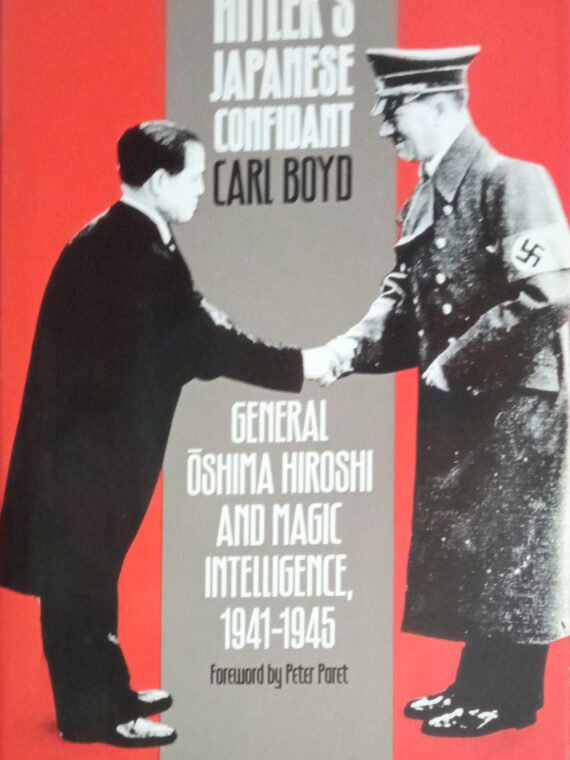 HITLER'S
JAPANESE
CONFIDANT
CARL BOYD
GENERAL
ŌSHIMA HIROSHI
AND MAGIC
INTELLIGENCE,
1941-1945
Foreword by Peter Paret